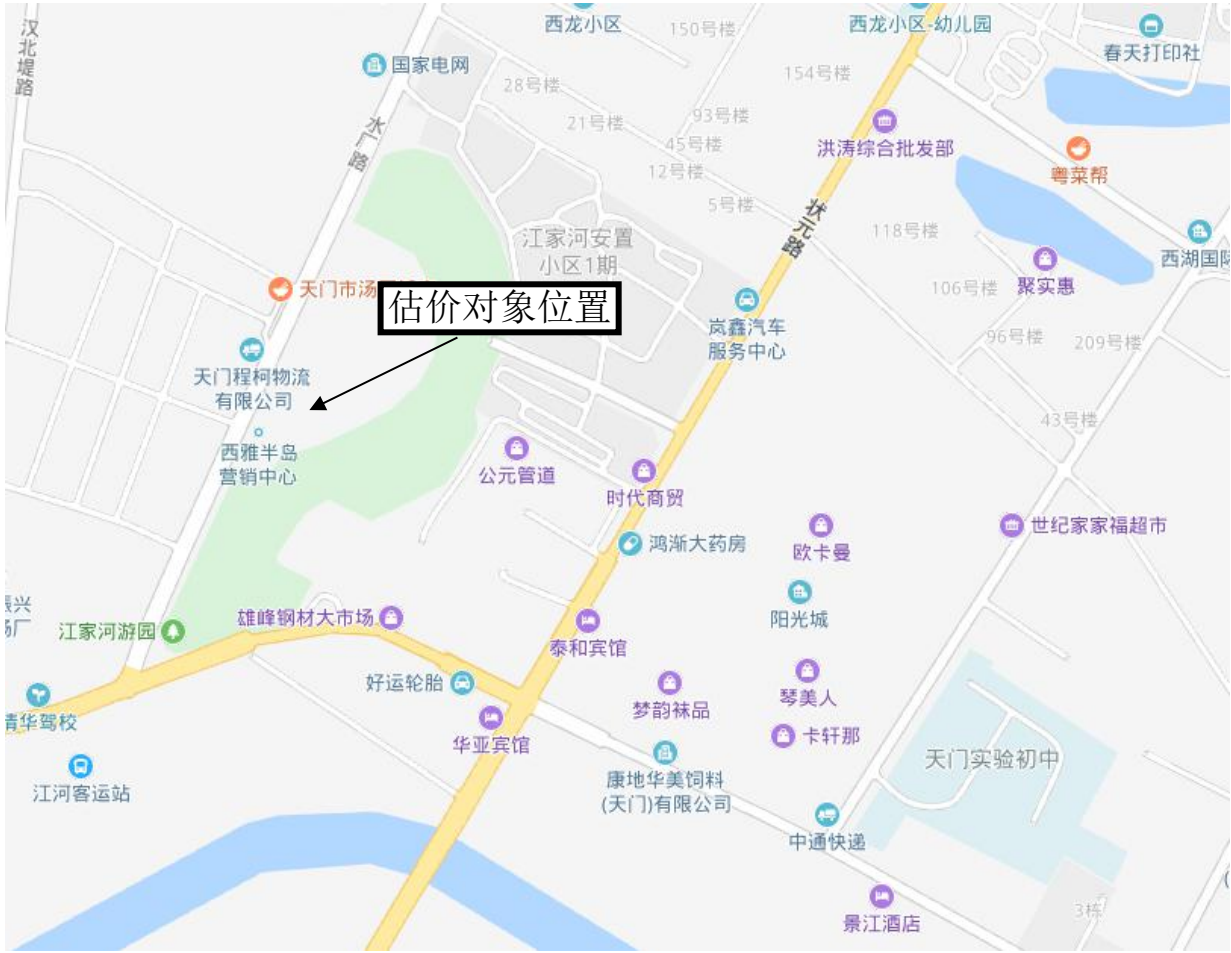 汉北堤路
西龙小区
150号楼
西龙小区-幼儿园
春天打印社
国家电网
28号楼
154号楼
水厂路
21号楼
93号楼
45号楼
12号楼
洪涛综合批发部
粤菜帮
5号楼
状元路
118号楼
江家河安置
小区1期
西湖国际
天门市汤
106号楼
聚实惠
估价对象位置
岚鑫汽车
服务中心
96号楼
209号楼
天门程柯物流
有限公司
43号楼
西雅半岛
营销中心
公元管道
时代商贸
世纪家家福超市
鸿渐大药房
欧卡曼
振兴
雄峰钢材大市场
江家河游园
阳光城
泰和宾馆
好运轮胎
梦韵袜品
琴美人
清华驾校
华亚宾馆
卡轩那
天门实验初中
江河客运站
康地华美饲料
(天门)有限公司
中通快递
景江酒店
3栋